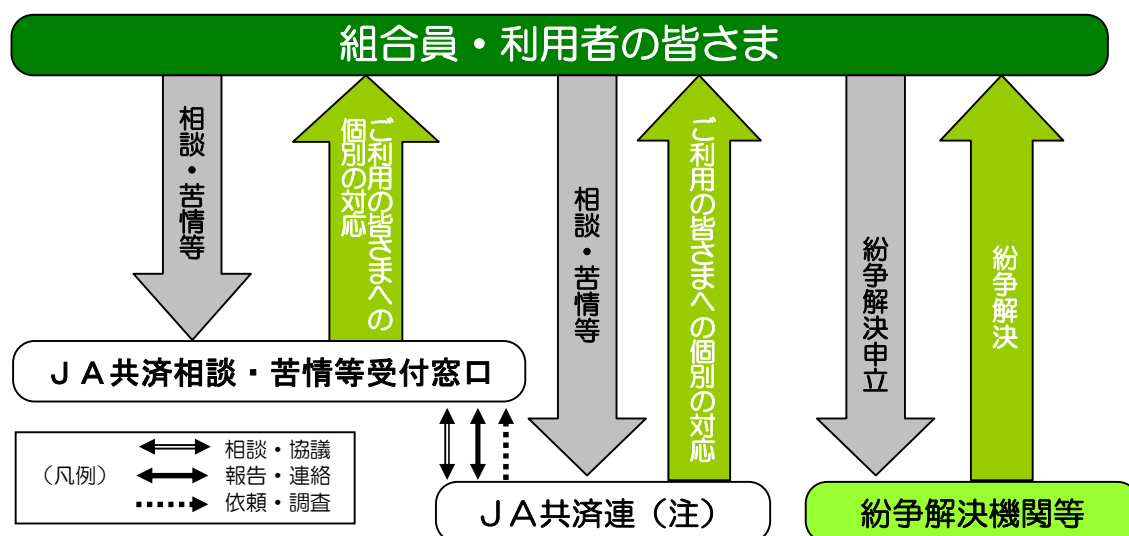 組合員・利用者の皆さま
相談・苦情等
ご利用の皆さまへの
個別の対応
相談・苦情等
ご利用の皆さまへの個別の対応
紛争解決申立
紛争解決
ＪＡ共済相談・苦情等受付窓口
（凡例）
相談・協議
報告・連絡
依頼・調査
ＪＡ共済連（注）
紛争解決機関等